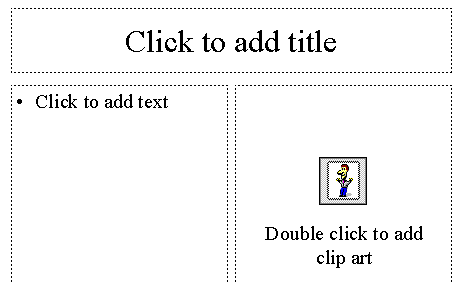 Click to add title
• Click to add text
Double click to add
clip art